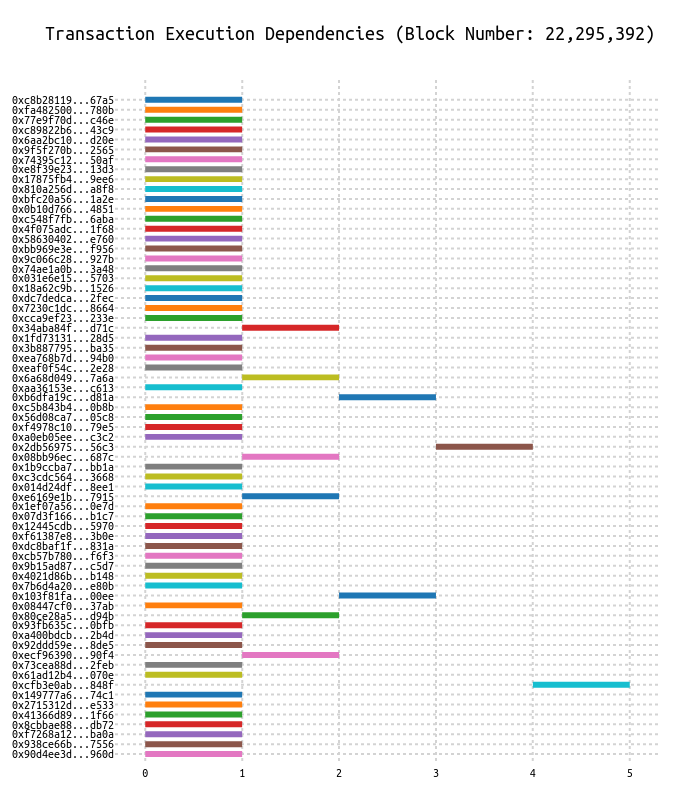 Transaction Execution Dependencies (Block Number: 22,295,392)
0xc8b28119...67a5
0xfa482500...780b
0x77e9f70d...c46e
0xc89822b6...43c9
0x6aa2bc10...d20e
0x9f5f270b...2565
0x74395c12...50af
0xe8f39e23...13d3
0x17875fb4...9ee6
0x810a256d...a8f8
0xbfc20a56...1a2e
0x0b10d766...4851
0xc548f7fb...6aba
0x4f075adc...1f68
0x58630402...e760
0xbb969e3e...f956
0x9c066c28...927b
0x74ae1a0b...3a48
0x031e6e15...5703
0x18a62c9b...1526
0xdc7dedca...2fec
0x7230c1dc...8664
0xcca9ef23...233e
0x34aba84f...d71c
0x1fd73131...28d5
0x3b887795...ba35
0xea768b7d...94b0
0xeaf0f54c...2e28
0x6a68d049...7a6a
0xaa36153e...c613
0xb6dfa19c...d81a
0xc5b843b4...0b8b
0x56d08ca7...05c8
0xf4978c10...79e5
0xa0eb05ee...c3c2
0x2db56975...56c3
0x08bb96ec...687c
0x1b9ccba7...bb1a
0xc3cdc564...3668
0x014d24df...8ee1
0xe6169e1b...7915
0x1ef07a56...0e7d
0x07d3f166...b1c7
0x12445cdb...5970
0xf61387e8...3b0e
0xdc8baf1f...831a
0xcb57b780...f6f3
0x9b15ad87...c5d7
0x4021d86b...b148
0x7b6d4a20...e80b
0x103f81fa...00ee
0x08447cf0...37ab
0x80ce28a5...d94b
0x93fb635c...0bfb
0xa400bdcb...2b4d
0x92ddd59e...8de5
0xecf96390...90f4
0x73cea88d...2feb
0x61ad12b4...070e
0xcfb3e0ab...848f
0x149777a6...74c1
0x2715312d...e533
0x41366d89...1f66
0x8cbbae88...db72
0xf7268a12...ba0a
0x938ce66b...7556
0x90d4ee3d...960d
0 1 2 3 4 5